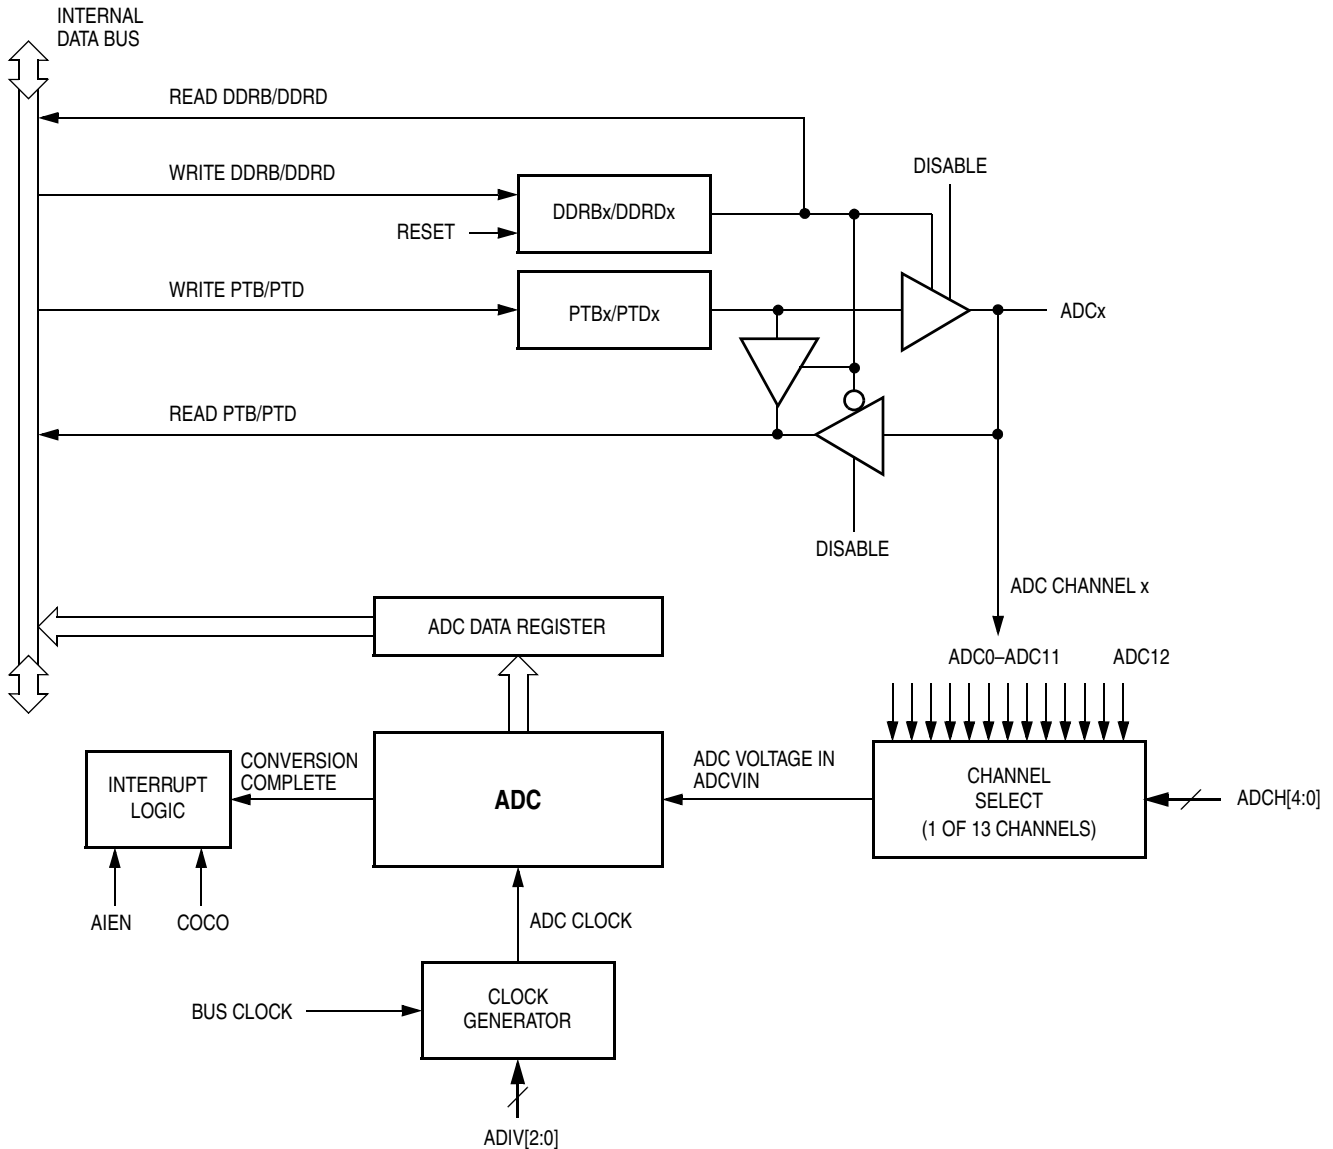 INTERNAL
DATA BUS
READ DDRB/DDRD
WRITE DDRB/DDRD
DISABLE
DDRBx/DDRDx
RESET
WRITE PTB/PTD
PTBx/PTDx
ADCx
READ PTB/PTD
DISABLE
ADC CHANNEL x
ADC DATA REGISTER
ADC0–ADC11
ADC12
INTERRUPT
LOGIC
CONVERSION
COMPLETE
ADC
ADC VOLTAGE IN
ADCVIN
CHANNEL
SELECT
(1 OF 13 CHANNELS)
ADCH[4:0]
AIEN
COCO
ADC CLOCK
BUS CLOCK
CLOCK
GENERATOR
ADIV[2:0]